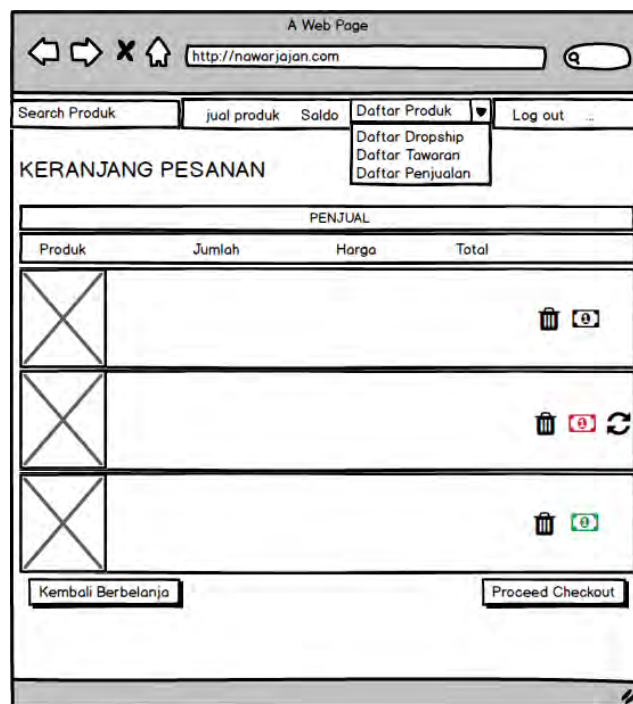 A Web Page
http://nawarjajan.com
Search Produk jual produk Saldo Daftar Produk Log out ...
Daftar Dropship
Daftar Tawaran
Daftar Penjualan
KERANJANG PESANAN
PENJUAL
Produk Jumlah Harga Total
Kembali Berbelanja Proceed Checkout